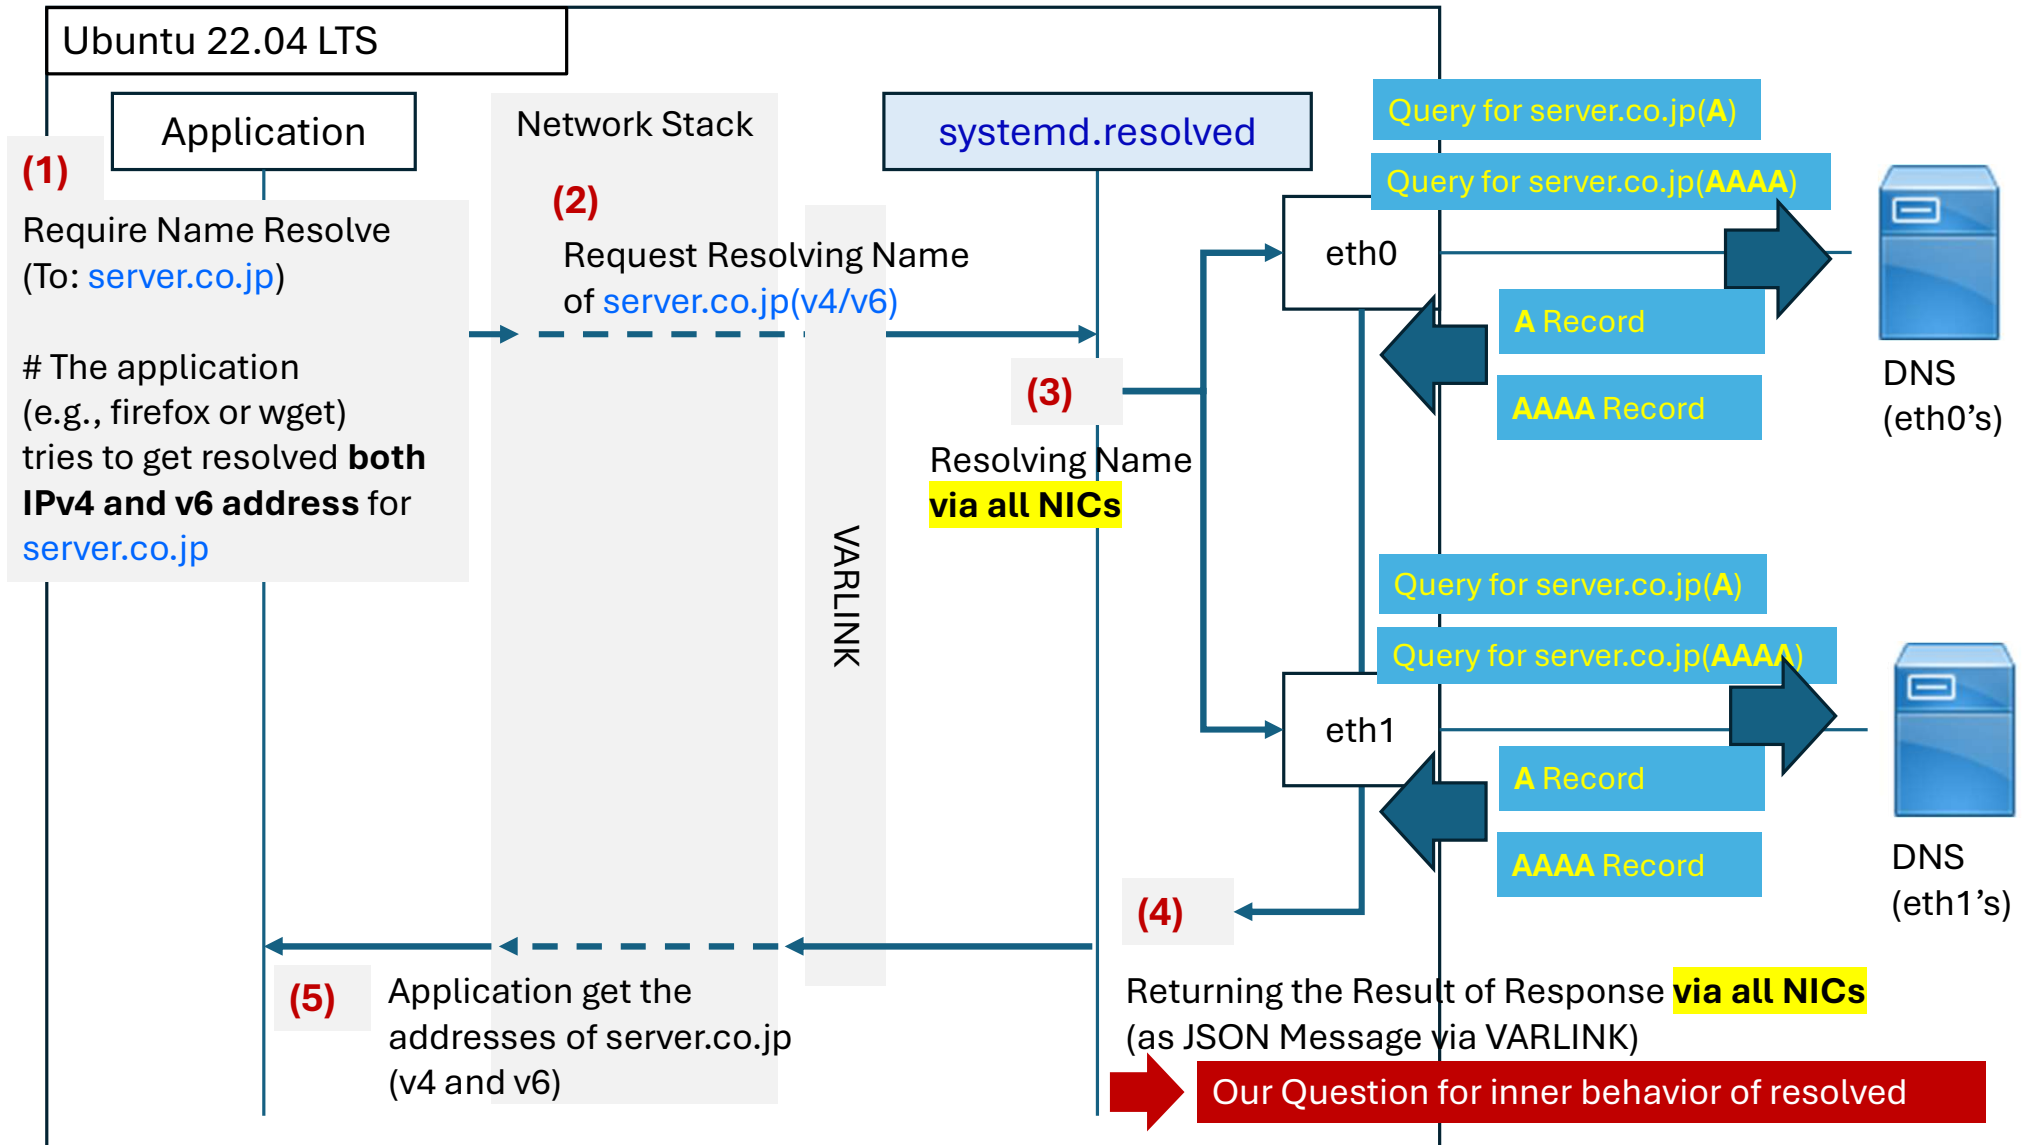 Ubuntu 22.04 LTS
Application
Network Stack
systemd.resolved
(1)
Require Name Resolve
(To: server.co.jp)
# The application
(e.g., firefox or wget)
tries to get resolved both
IPv4 and v6 address for
server.co.jp
(2)
Request Resolving Name
of server.co.jp(v4/v6)
VARLINK
(3)
Resolving Name
via all NICs
eth0
Query for server.co.jp(A)
Query for server.co.jp(AAAA)
A Record
AAAA Record
DNS
(eth0's)
eth1
Query for server.co.jp(A)
Query for server.co.jp(AAAA)
A Record
AAAA Record
DNS
(eth1's)
(4)
Returning the Result of Response via all NICs
(as JSON Message via VARLINK)
Our Question for inner behavior of resolved
(5)
Application get the
addresses of server.co.jp
(v4 and v6)